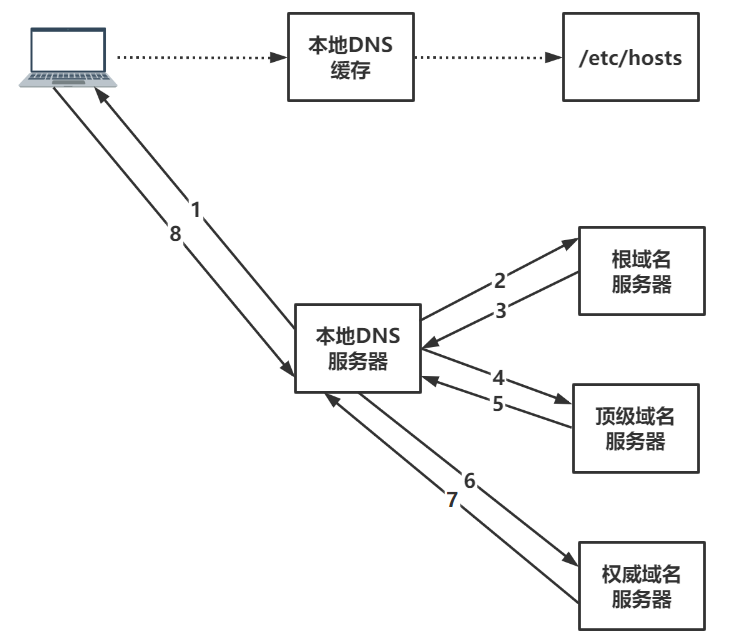 本地DNS
缓存
/etc/hosts
1
8
2
3
根域名
服务器
本地DNS
服务器
4
5
顶级域名
服务器
6
7
权威域名
服务器